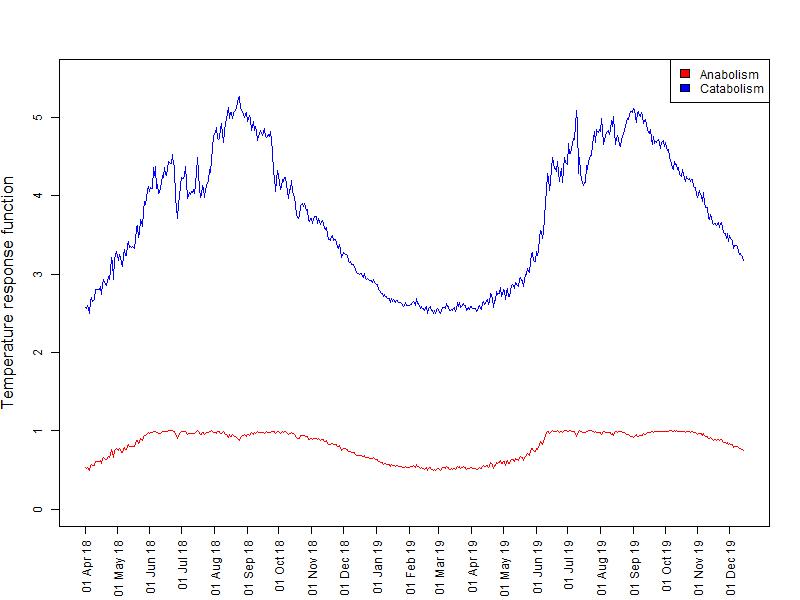 Anabolism
Catabolism
Temperature response function
5
4
3
2
1
0
01 Apr 18
01 May 18
01 Jun 18
01 Jul 18
01 Aug 18
01 Sep 18
01 Oct 18
01 Nov 18
01 Dec 18
01 Jan 19
01 Feb 19
01 Mar 19
01 Apr 19
01 May 19
01 Jun 19
01 Jul 19
01 Aug 19
01 Sep 19
01 Oct 19
01 Nov 19
01 Dec 19